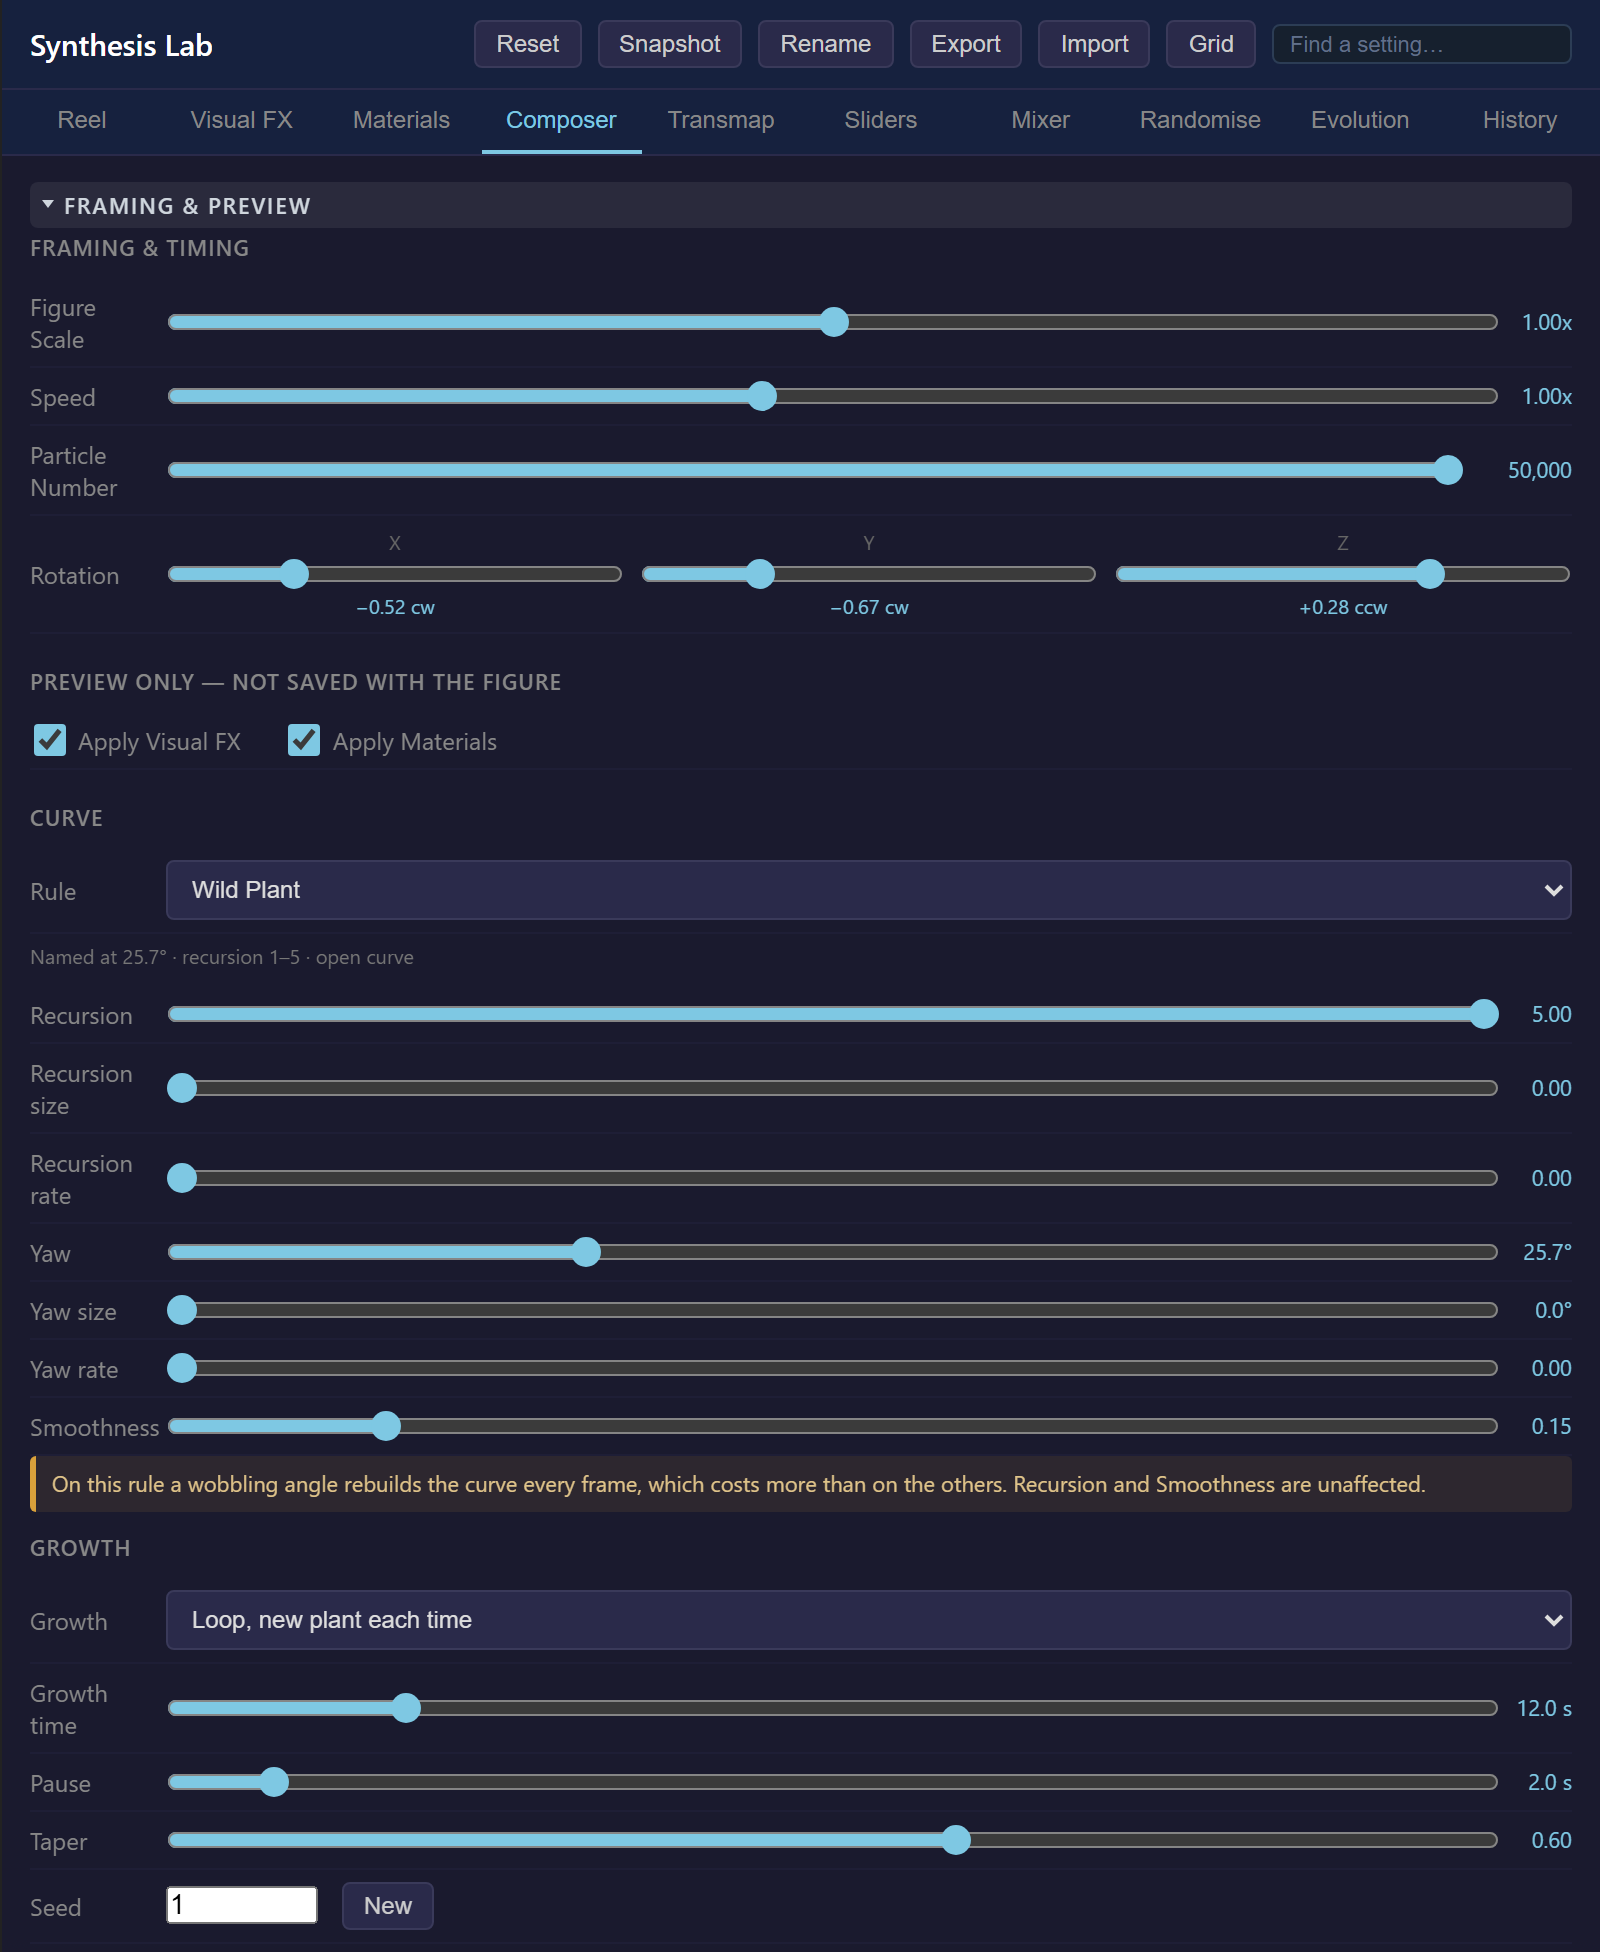 Synthesis Lab
Reset
Snapshot
Rename
Export
Import
Grid
Find a setting…
Reel
Visual FX
Materials
Composer
Transmap
Sliders
Mixer
Randomise
Evolution
History
FRAMING & PREVIEW
FRAMING & TIMING
Figure
Scale
1.00x
Speed
1.00x
Particle
Number
50,000
X
Y
Z
Rotation
−0.52 cw
−0.67 cw
+0.28 ccw
PREVIEW ONLY — NOT SAVED WITH THE FIGURE
Apply Visual FX
Apply Materials
CURVE
Rule
Wild Plant
Named at 25.7° · recursion 1–5 · open curve
Recursion
5.00
Recursion
size
0.00
Recursion
rate
0.00
Yaw
25.7°
Yaw size
0.0°
Yaw rate
0.00
Smoothness
0.15
On this rule a wobbling angle rebuilds the curve every frame, which costs more than on the others. Recursion and Smoothness are unaffected.
GROWTH
Growth
Loop, new plant each time
Growth
time
12.0 s
Pause
2.0 s
Taper
0.60
Seed
1
New